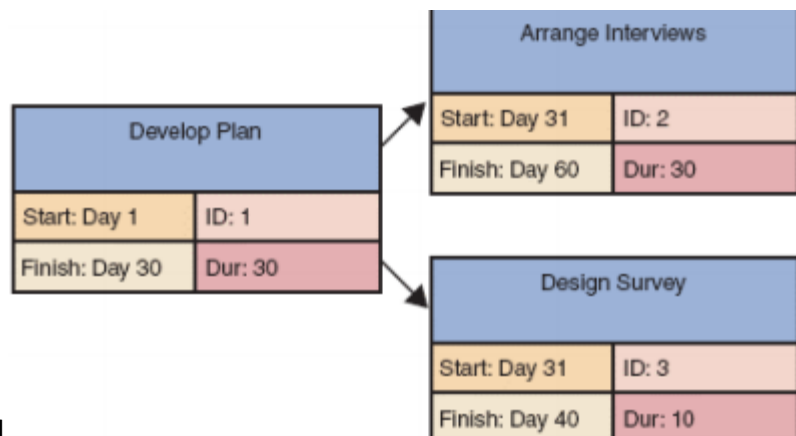 Arrange Interviews
Start: Day 31 ID: 2
Finish: Day 60 Dur: 30
Develop Plan
Start: Day 1 ID: 1
Finish: Day 30 Dur: 30
Design Survey
Start: Day 31 ID: 3
Finish: Day 40 Dur: 10